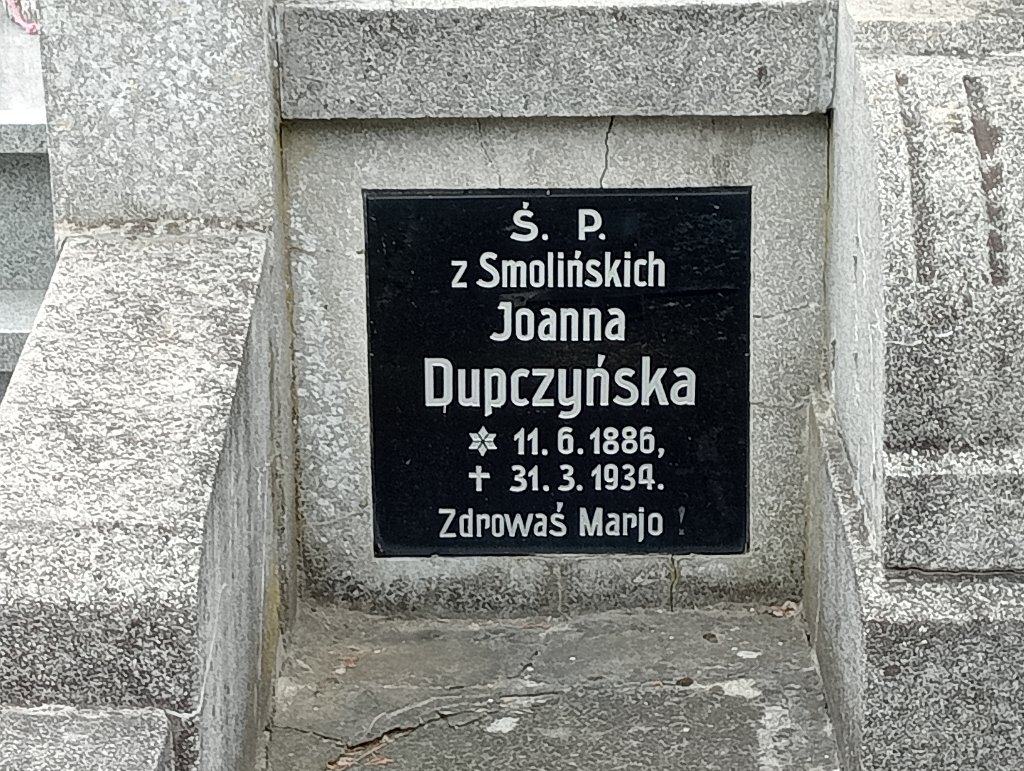 Ś. P.
z Smolińskich
Joanna
Dupczyńska
✡ 11. 6. 1886,
✝ 31. 3. 1934.
Zdrowaś Marjo !